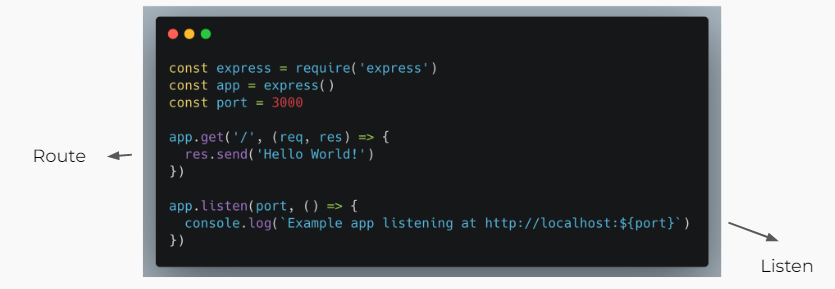 const express = require('express')
const app = express()
const port = 3000
app.get('/', (req, res) => {
res.send('Hello World!')
})
Route
app.listen(port, () => {
console.log(`Example app listening at http://localhost:${port}`)
})
Listen